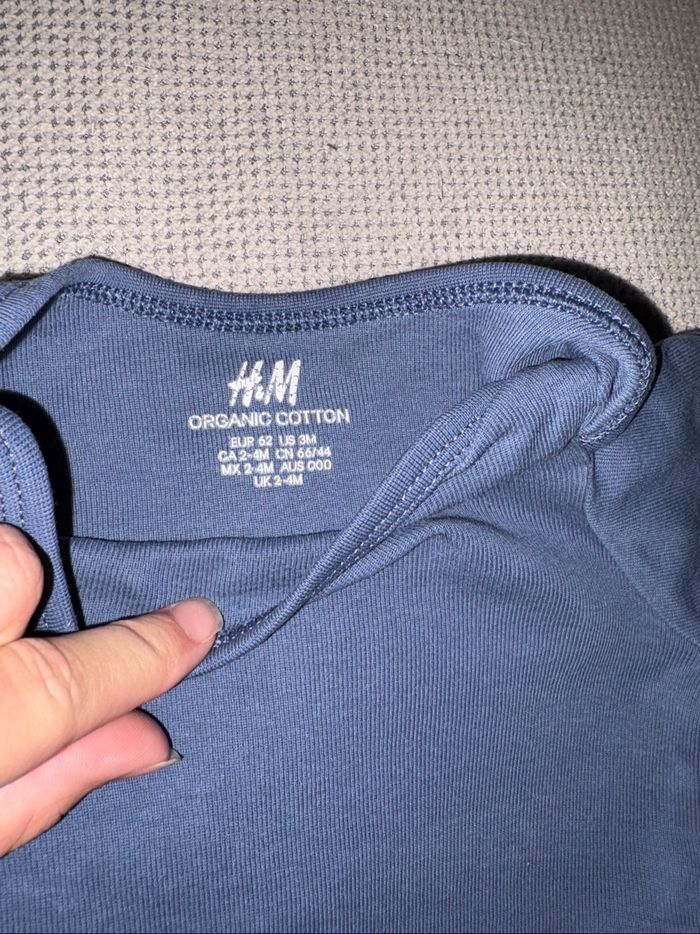 H&M
ORGANIC COTTON
EUR 62 US 3M
CA 2-4M CN 66/44
MX 2-4M AUS 000
UK 2-4M